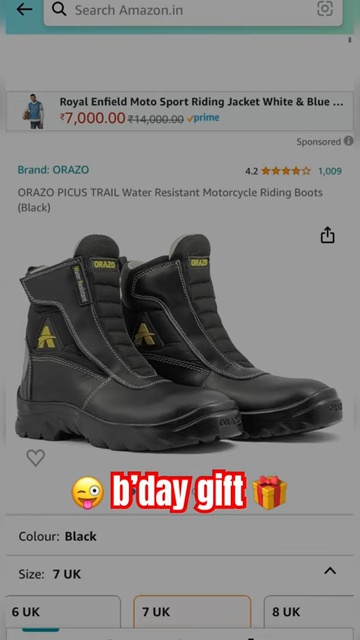 Search Amazon.in
Royal Enfield Moto Sport Riding Jacket White & Blue ...
₹7,000.00 ₹14,000.00 prime
Sponsored
Brand: ORAZO
4.2 1,009
ORAZO PICUS TRAIL Water Resistant Motorcycle Riding Boots
(Black)
ORAZO
ORAZO
Water Resistant
😜 b'day gift 🎁
Colour: Black
Size: 7 UK
6 UK 7 UK 8 UK